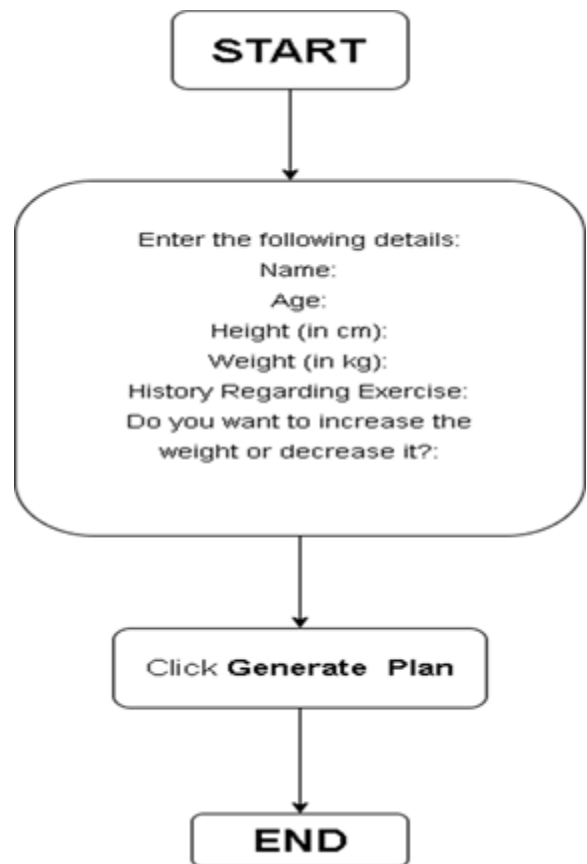 START
Enter the following details:
Name:
Age:
Height (in cm):
Weight (in kg):
History Regarding Exercise:
Do you want to increase the
weight or decrease it?:
Click Generate Plan
END